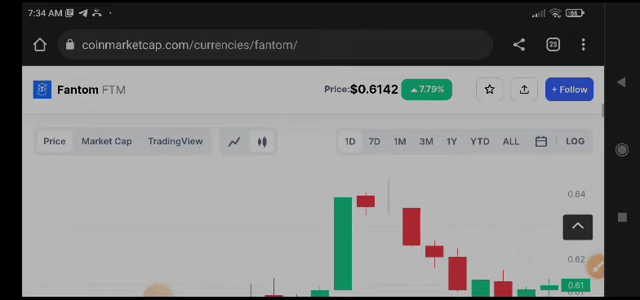 7:34 AM
25
coinmarketcap.com/currencies/fantom/
Fantom FTM
Price: $0.6142 7.79% + Follow
Price Market Cap TradingView 1D 7D 1M 3M 1Y YTD ALL LOG
0.64
0.62
0.61